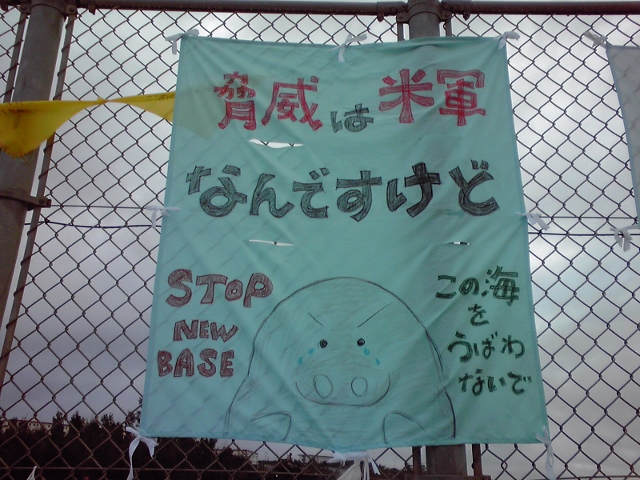 脅威は米軍
なんですけど
STOP
NEW
BASE
この海
を
うばわ
ないで